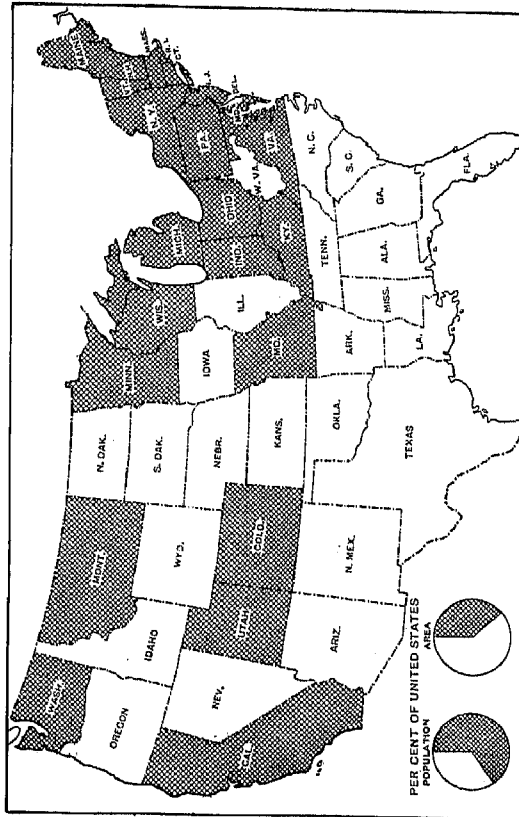 WASH.
OREGON
CAL.
NEV.
IDAHO
MONT.
WYO.
UTAH
COLO.
ARIZ.
N. MEX.
N. DAK.
S. DAK.
NEBR.
KANS.
OKLA.
TEXAS
MINN.
IOWA
MO.
ARK.
LA.
WIS.
ILL.
MICH.
IND.
OHIO
KY.
TENN.
MISS.
ALA.
GA.
FLA.
S. C.
N. C.
VA.
W. VA.
PA.
N. Y.
MAINE
MASS.
R. I.
CT.
N. J.
DEL.
PER CENT OF UNITED STATES
POPULATION
AREA